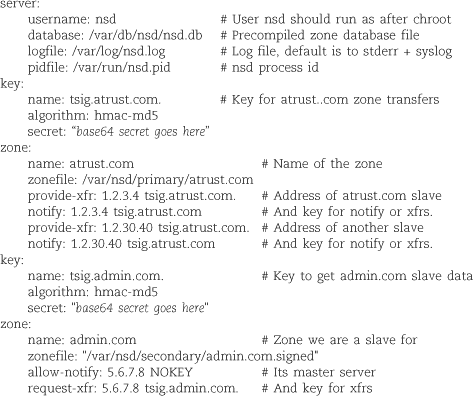 server:
username: nsd # User nsd should run as after chroot
database: /var/db/nsd/nsd.db # Precompiled zone database file
logfile: /var/log/nsd.log # Log file, default is to stderr + syslog
pidfile: /var/run/nsd.pid # nsd process id
key:
name: tsig.atrust.com. # Key for atrust..com zone transfers
algorithm: hmac-md5
secret: “base64 secret goes here”
zone:
name: atrust.com # Name of the zone
zonefile: /var/nsd/primary/atrust.com
provide-xfr: 1.2.3.4 tsig.atrust.com. # Address of atrust.com slave
notify: 1.2.3.4 tsig.atrust.com # And key for notify or xfrs.
provide-xfr: 1.2.30.40 tsig.atrust.com. # Address of another slave
notify: 1.2.30.40 tsig.atrust.com # And key for notify or xfrs.
key:
name: tsig.admin.com. # Key to get admin.com slave data
algorithm: hmac-md5
secret: "base64 secret goes here"
zone:
name: admin.com # Zone we are a slave for
zonefile: "/var/nsd/secondary/admin.com.signed"
allow-notify: 5.6.7.8 NOKEY # Its master server
request-xfr: 5.6.7.8 tsig.admin.com. # And key for xfrs